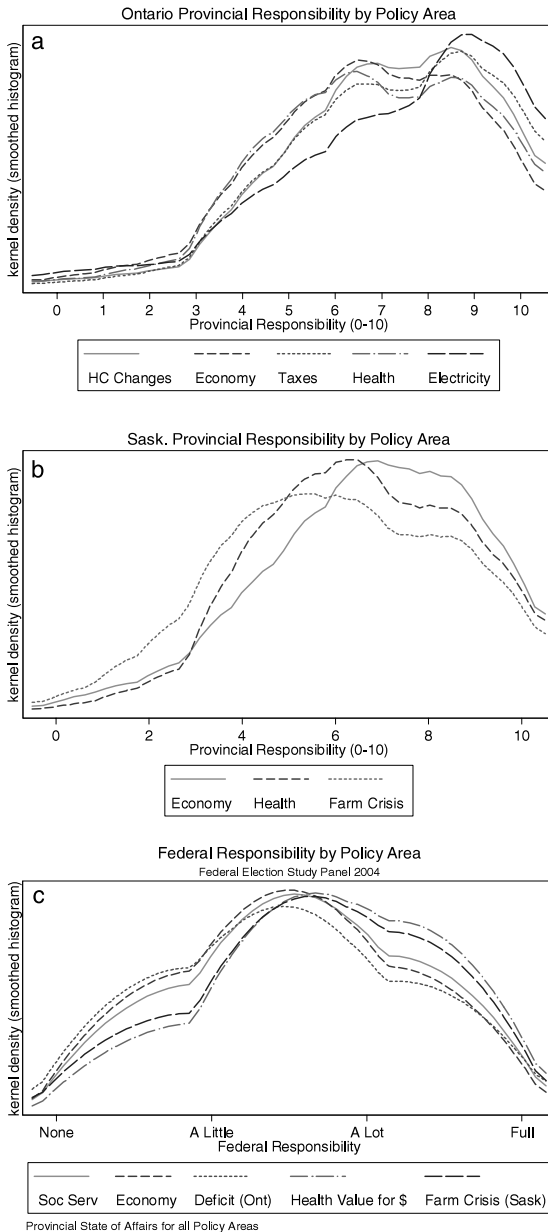 Ontario Provincial Responsibility by Policy Area
a
kernel density (smoothed histogram)
0 1 2 3 4 5 6 7 8 9 10
Provincial Responsibility (0-10)
HC Changes Economy Taxes Health Electricity
Sask. Provincial Responsibility by Policy Area
b
kernel density (smoothed histogram)
0 2 4 6 8 10
Provincial Responsibility (0-10)
Economy Health Farm Crisis
Federal Responsibility by Policy Area
Federal Election Study Panel 2004
c
kernel density (smoothed histogram)
None A Little A Lot Full
Federal Responsibility
Soc Serv Economy Deficit (Ont) Health Value for $ Farm Crisis (Sask)
Provincial State of Affairs for all Policy Areas